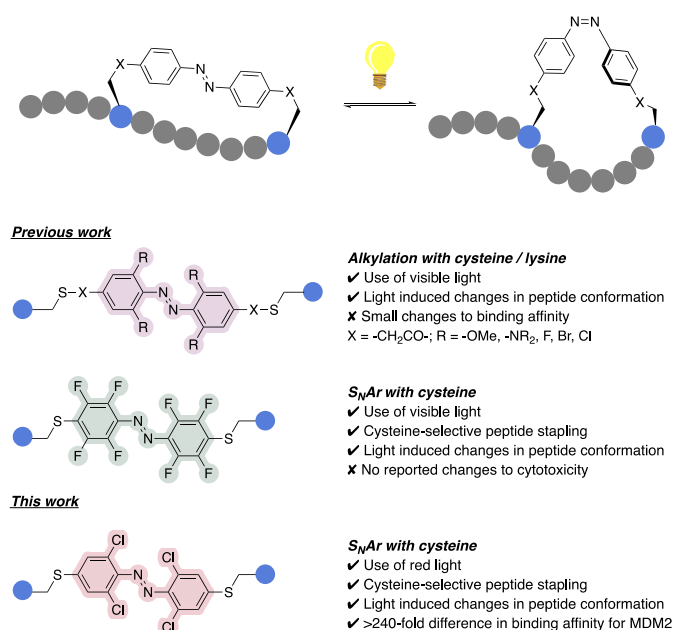 X
N
N
X
N
N
X
X
Previous work
Alkylation with cysteine / lysine
✔ Use of visible light
✔ Light induced changes in peptide conformation
✘ Small changes to binding affinity
X = -CH2CO-; R = -OMe, -NR2, F, Br, Cl
R
R
S
X
N
N
X
S
R
R
SNAr with cysteine
✔ Use of visible light
✔ Cysteine-selective peptide stapling
✔ Light induced changes in peptide conformation
✘ No reported changes to cytotoxicity
F
F
F
F
S
N
N
S
F
F
F
F
This work
SNAr with cysteine
✔ Use of red light
✔ Cysteine-selective peptide stapling
✔ Light induced changes in peptide conformation
✔ >240-fold difference in binding affinity for MDM2
Cl
Cl
S
N
N
S
Cl
Cl